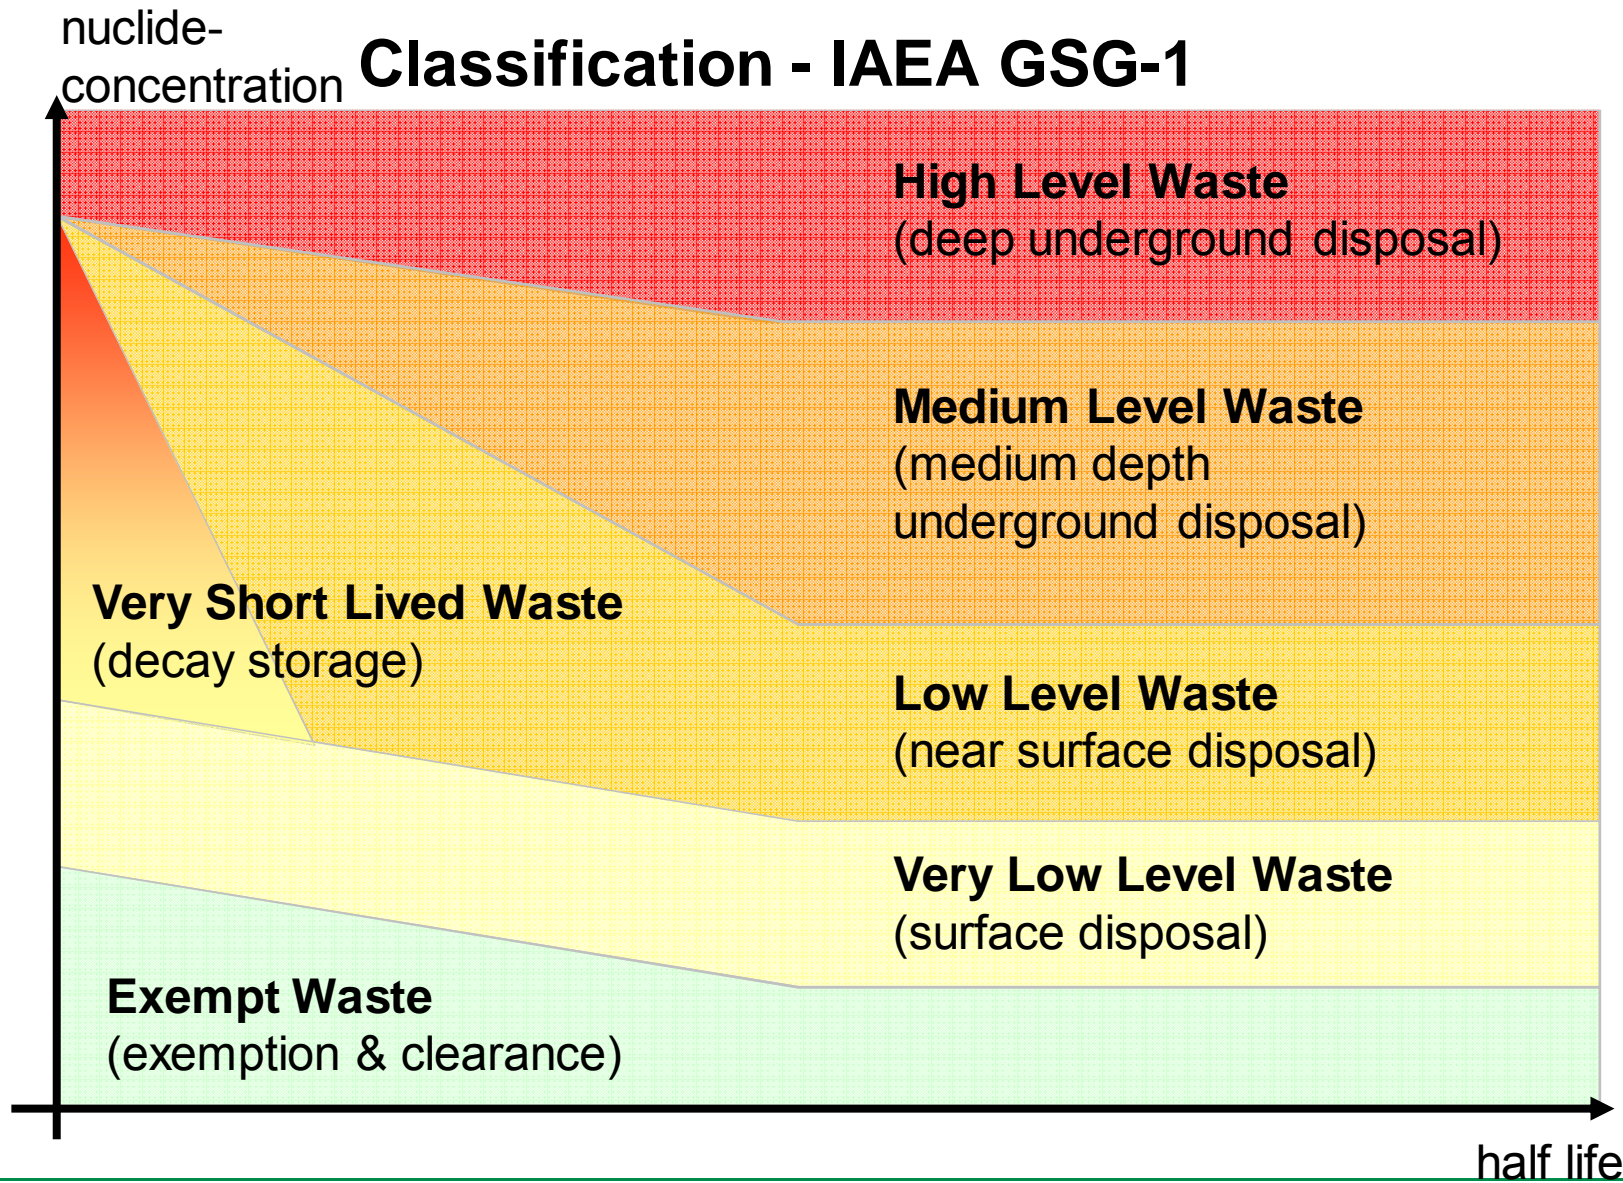 nuclide-
concentration
Classification - IAEA GSG-1
High Level Waste
(deep underground disposal)
Medium Level Waste
(medium depth
underground disposal)
Very Short Lived Waste
(decay storage)
Low Level Waste
(near surface disposal)
Very Low Level Waste
(surface disposal)
Exempt Waste
(exemption & clearance)
half life